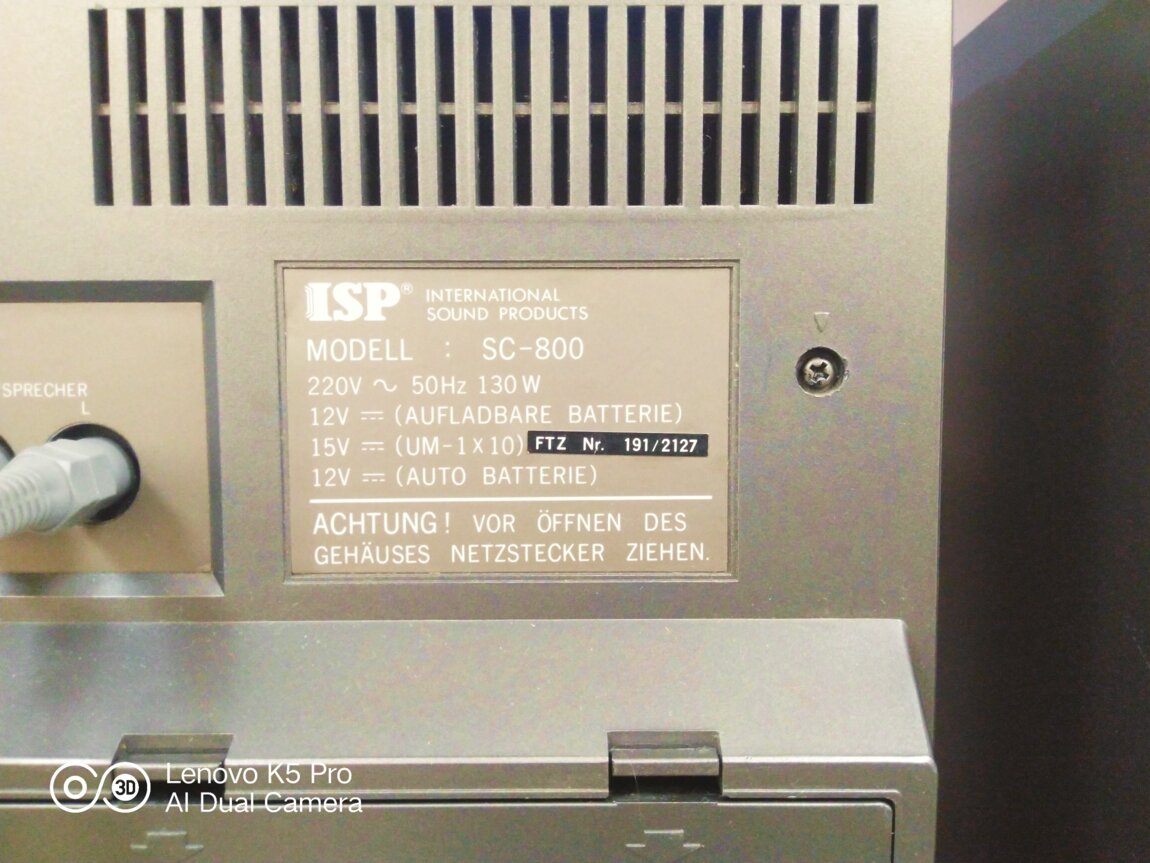 ISP® INTERNATIONAL
SOUND PRODUCTS
MODELL : SC-800
220V ~ 50Hz 130W
12V ⎓ (AUFLADBARE BATTERIE)
15V ⎓ (UM-1X10) FTZ Nr. 191/2127
12V ⎓ (AUTO BATTERIE)
ACHTUNG! VOR ÖFFNEN DES
GEHÄUSES NETZSTECKER ZIEHEN.
SPRECHER
L
3D
Lenovo K5 Pro
AI Dual Camera